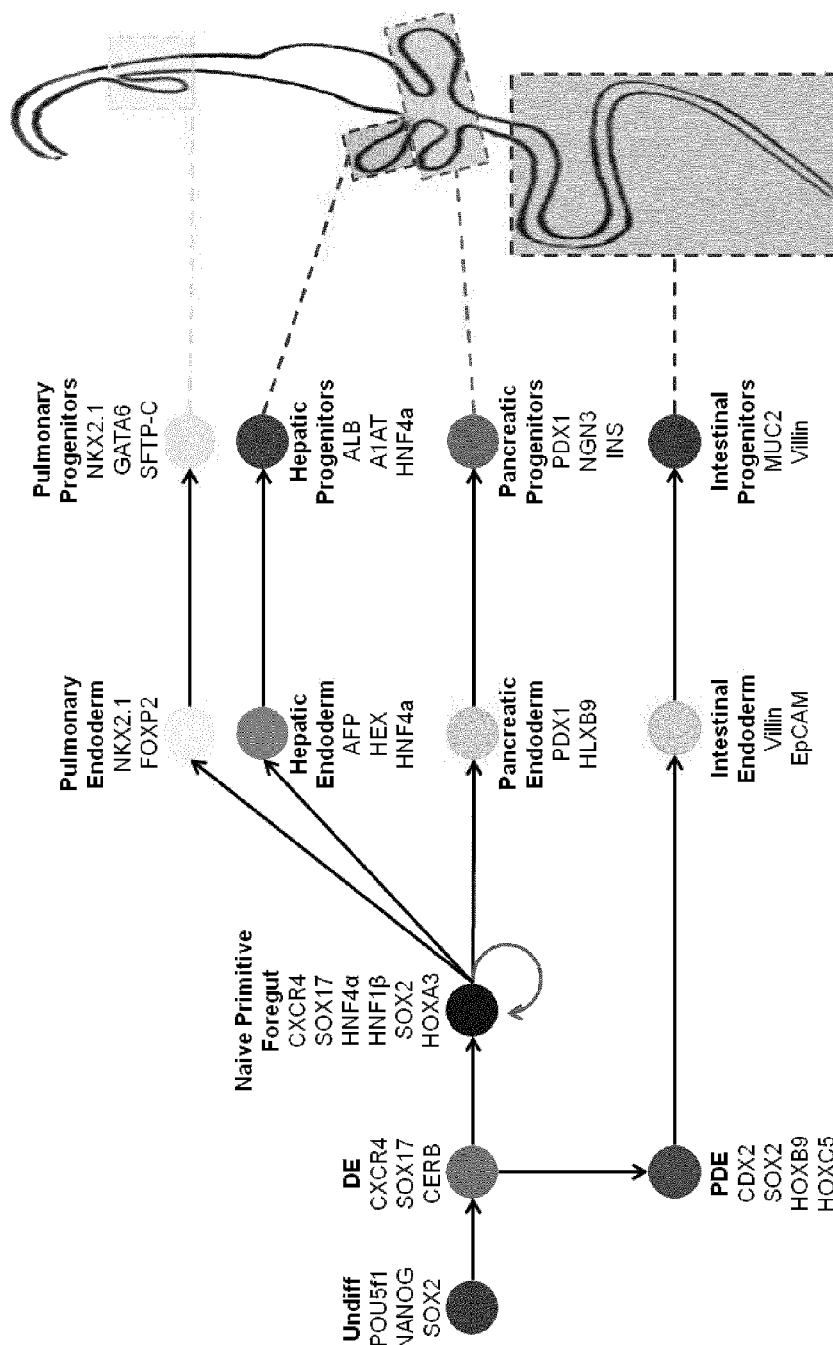 Undiff
POU5f1
NANOG
SOX2
DE
CXCR4
SOX17
CERB
PDE
CDX2
SOX2
HOXB9
HOXC5
Naive Primitive
Foregut
CXCR4
SOX17
HNF4α
HNF1β
SOX2
HOXA3
Pulmonary
Endoderm
NKX2.1
FOXP2
Hepatic
Endoderm
AFP
HEX
HNF4a
Pancreatic
Endoderm
PDX1
HLXB9
Intestinal
Endoderm
Villin
EpCAM
Pulmonary
Progenitors
NKX2.1
GATA6
SFTP-C
Hepatic
Progenitors
ALB
A1AT
HNF4a
Pancreatic
Progenitors
PDX1
NGN3
INS
Intestinal
Progenitors
MUC2
Villin